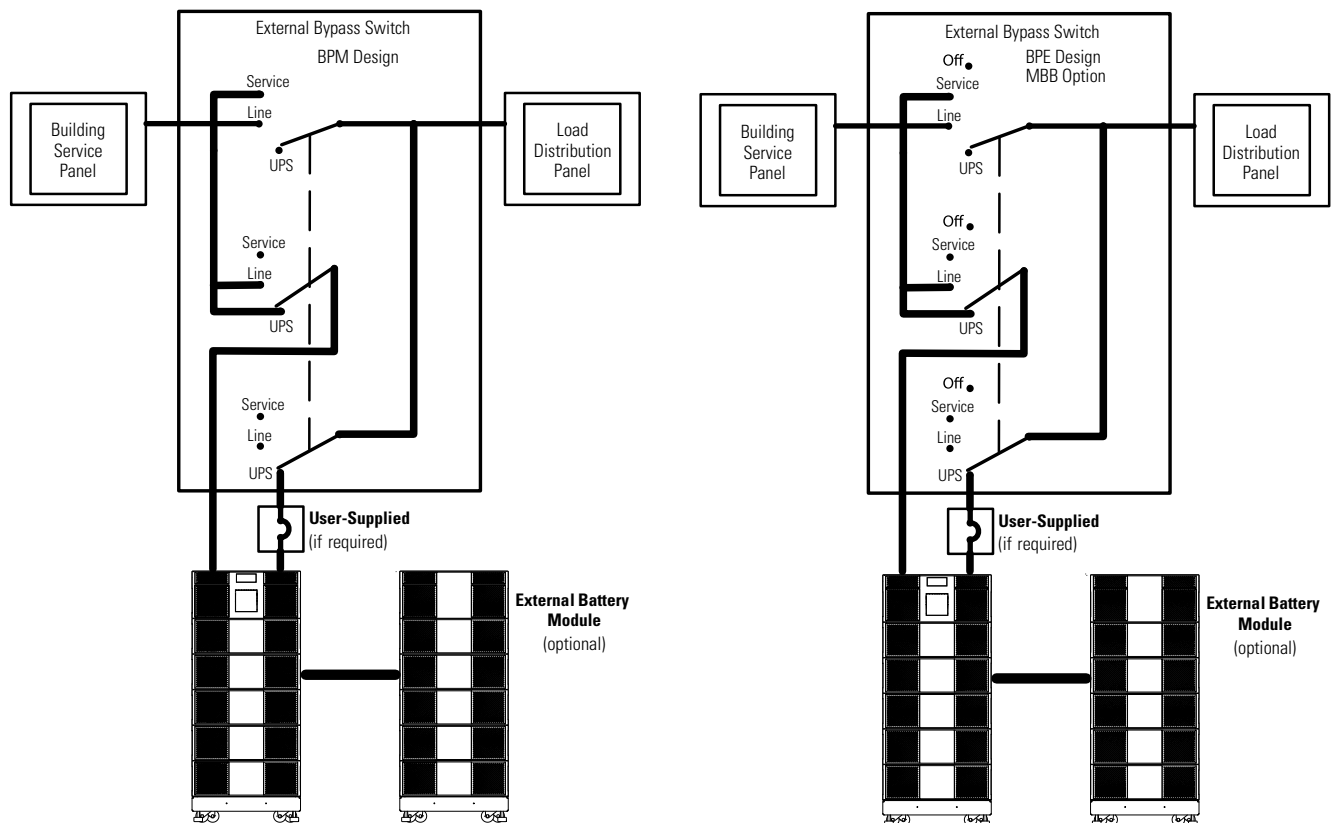 External Bypass Switch
BPM Design
Service
Line
UPS
Building
Service
Panel
Load
Distribution
Panel
Service
Line
UPS
Service
Line
UPS
User-Supplied
(if required)
External Battery
Module
(optional)
External Bypass Switch
Off
BPE Design
MBB Option
Service
Line
UPS
Building
Service
Panel
Load
Distribution
Panel
Off
Service
Line
UPS
Off
Service
Line
UPS
User-Supplied
(if required)
External Battery
Module
(optional)